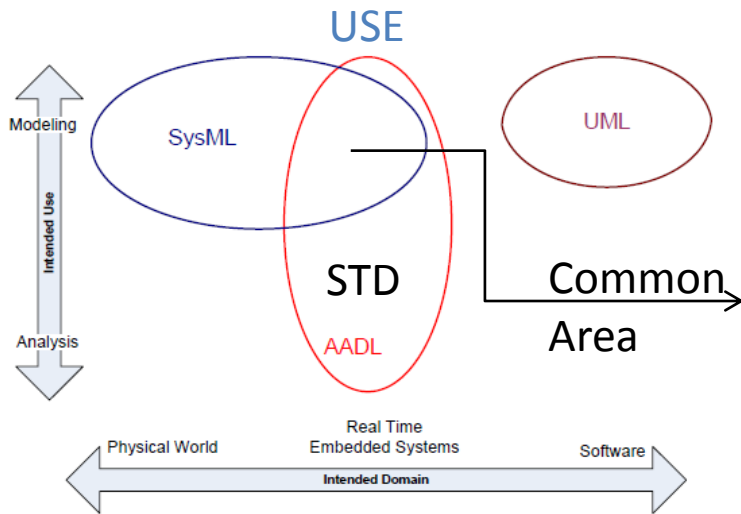 USE
Modeling
SysML
UML
Intended Use
STD
Common
Area
Analysis
AADL
Real Time
Physical World
Embedded Systems
Software
Intended Domain